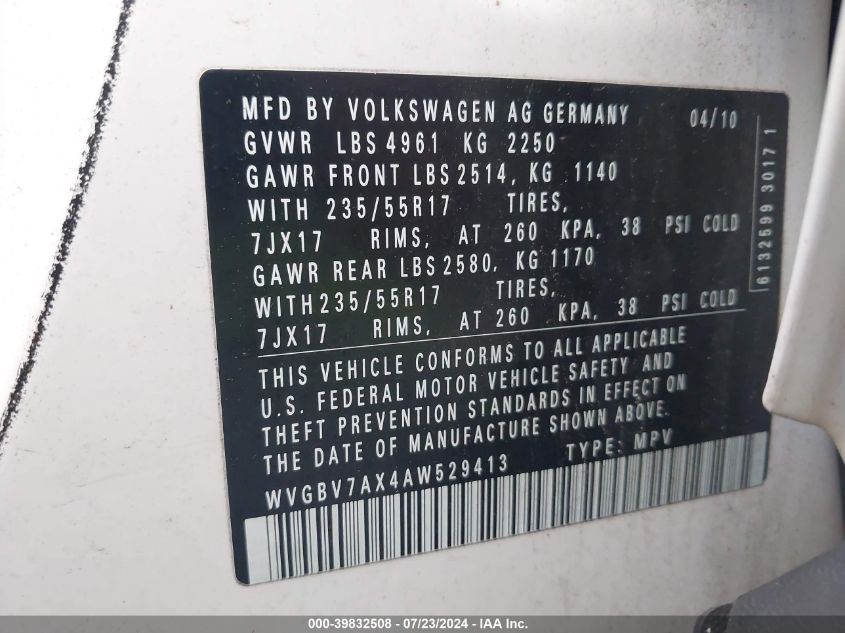 MFD BY VOLKSWAGEN AG GERMANY 04/10
GVWR LBS 4961 KG 2250
GAWR FRONT LBS 2514, KG 1140
WITH 235/55R17 TIRES,
7JX17 RIMS, AT 260 KPA, 38 PSI COLD
GAWR REAR LBS 2580, KG 1170
WITH 235/55R17 TIRES,
7JX17 RIMS, AT 260 KPA, 38 PSI COLD
THIS VEHICLE CONFORMS TO ALL APPLICABLE
U.S. FEDERAL MOTOR VEHICLE SAFETY AND
THEFT PREVENTION STANDARDS IN EFFECT ON
THE DATE OF MANUFACTURE SHOWN ABOVE.
WVGBV7AX4AW529413 TYPE: MPV
6132599 30171
000-39832508 / 07/23/2024 - IAA Inc.